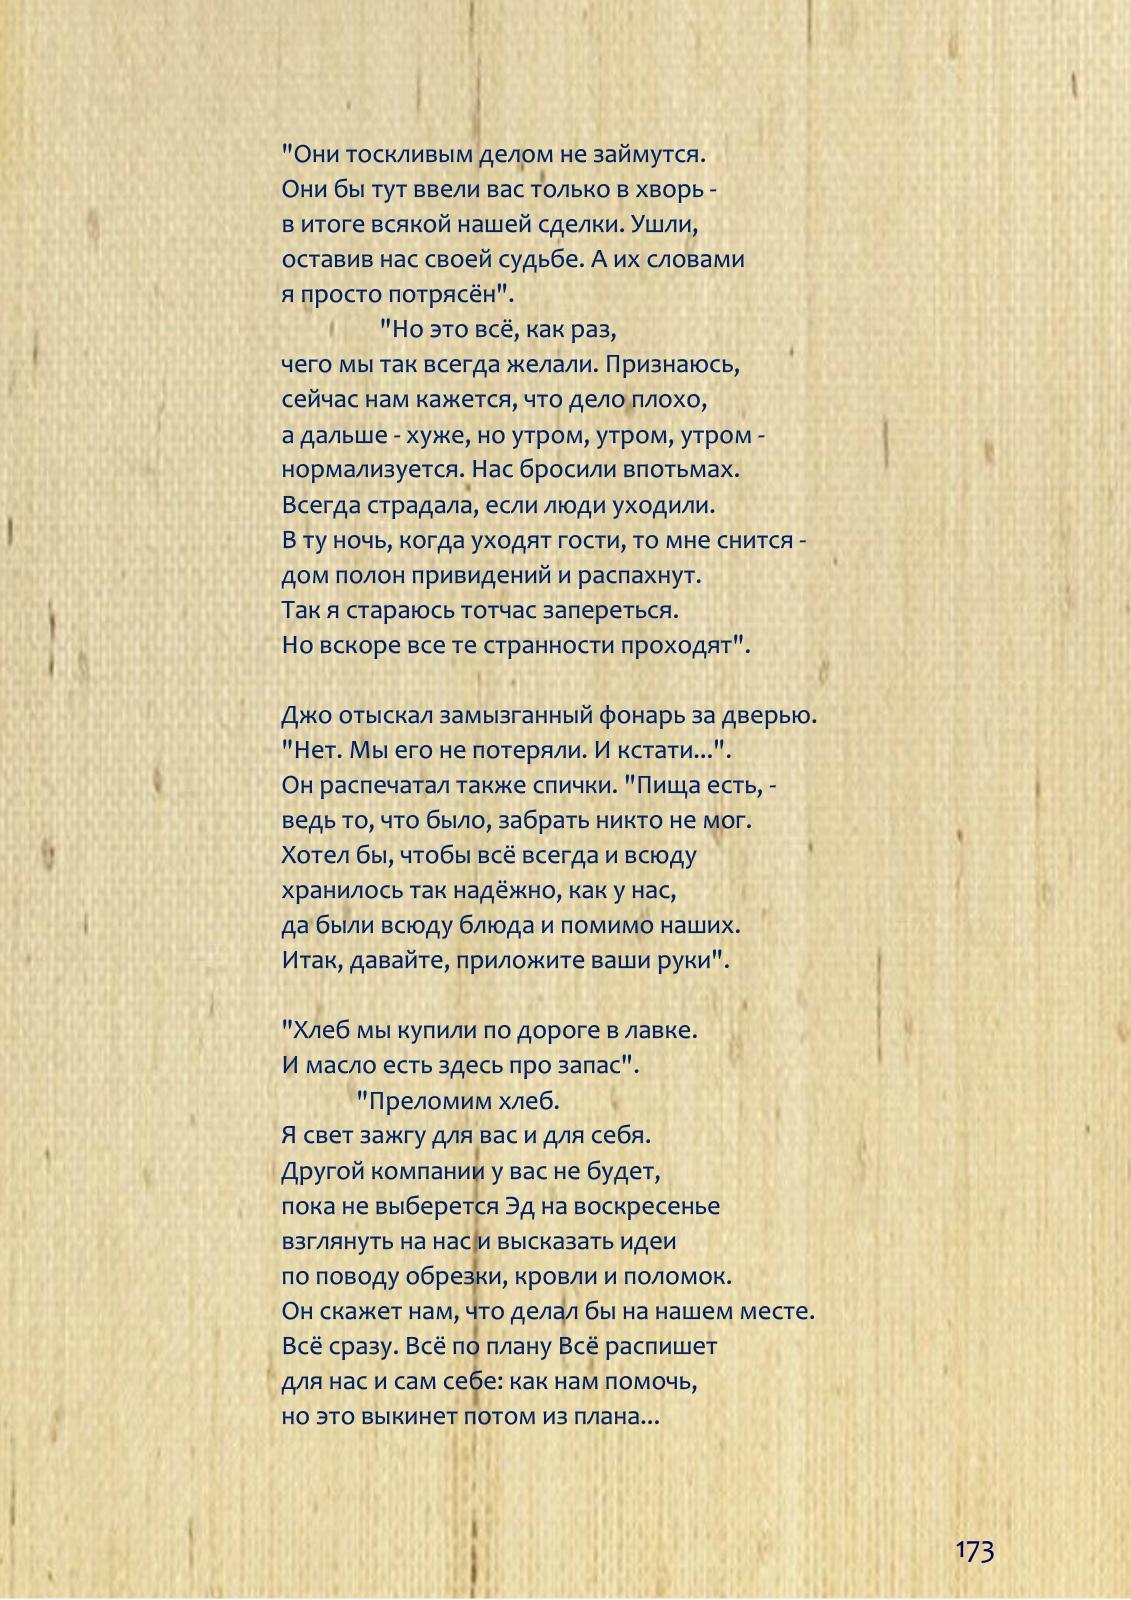 "Они тоскливым делом не займутся.
Они бы тут ввели вас только в хворь -
в итоге всякой нашей сделки. Ушли,
оставив нас своей судьбе. А их словами
я просто потрясён".
"Но это всё, как раз,
чего мы так всегда желали. Признаюсь,
сейчас нам кажется, что дело плохо,
а дальше - хуже, но утром, утром, утром -
нормализуется. Нас бросили впотьмах.
Всегда страдала, если люди уходили.
В ту ночь, когда уходят гости, то мне снится -
дом полон привидений и распахнут.
Так я стараюсь тотчас запереться.
Но вскоре все те странности проходят".
Джо отыскал замызганный фонарь за дверью.
"Нет. Мы его не потеряли. И кстати...".
Он распечатал также спички. "Пища есть, -
ведь то, что было, забрать никто не мог.
Хотел бы, чтобы всё всегда и всюду
хранилось так надёжно, как у нас,
да были всюду блюда и помимо наших.
Итак, давайте, приложите ваши руки".
"Хлеб мы купили по дороге в лавке.
И масло есть здесь про запас".
"Преломим хлеб.
Я свет зажгу для вас и для себя.
Другой компании у вас не будет,
пока не выберется Эд на воскресенье
взглянуть на нас и высказать идеи
по поводу обрезки, кровли и поломок.
Он скажет нам, что делал бы на нашем месте.
Всё сразу. Всё по плану Всё распишет
для нас и сам себе: как нам помочь,
но это выкинет потом из плана...
173